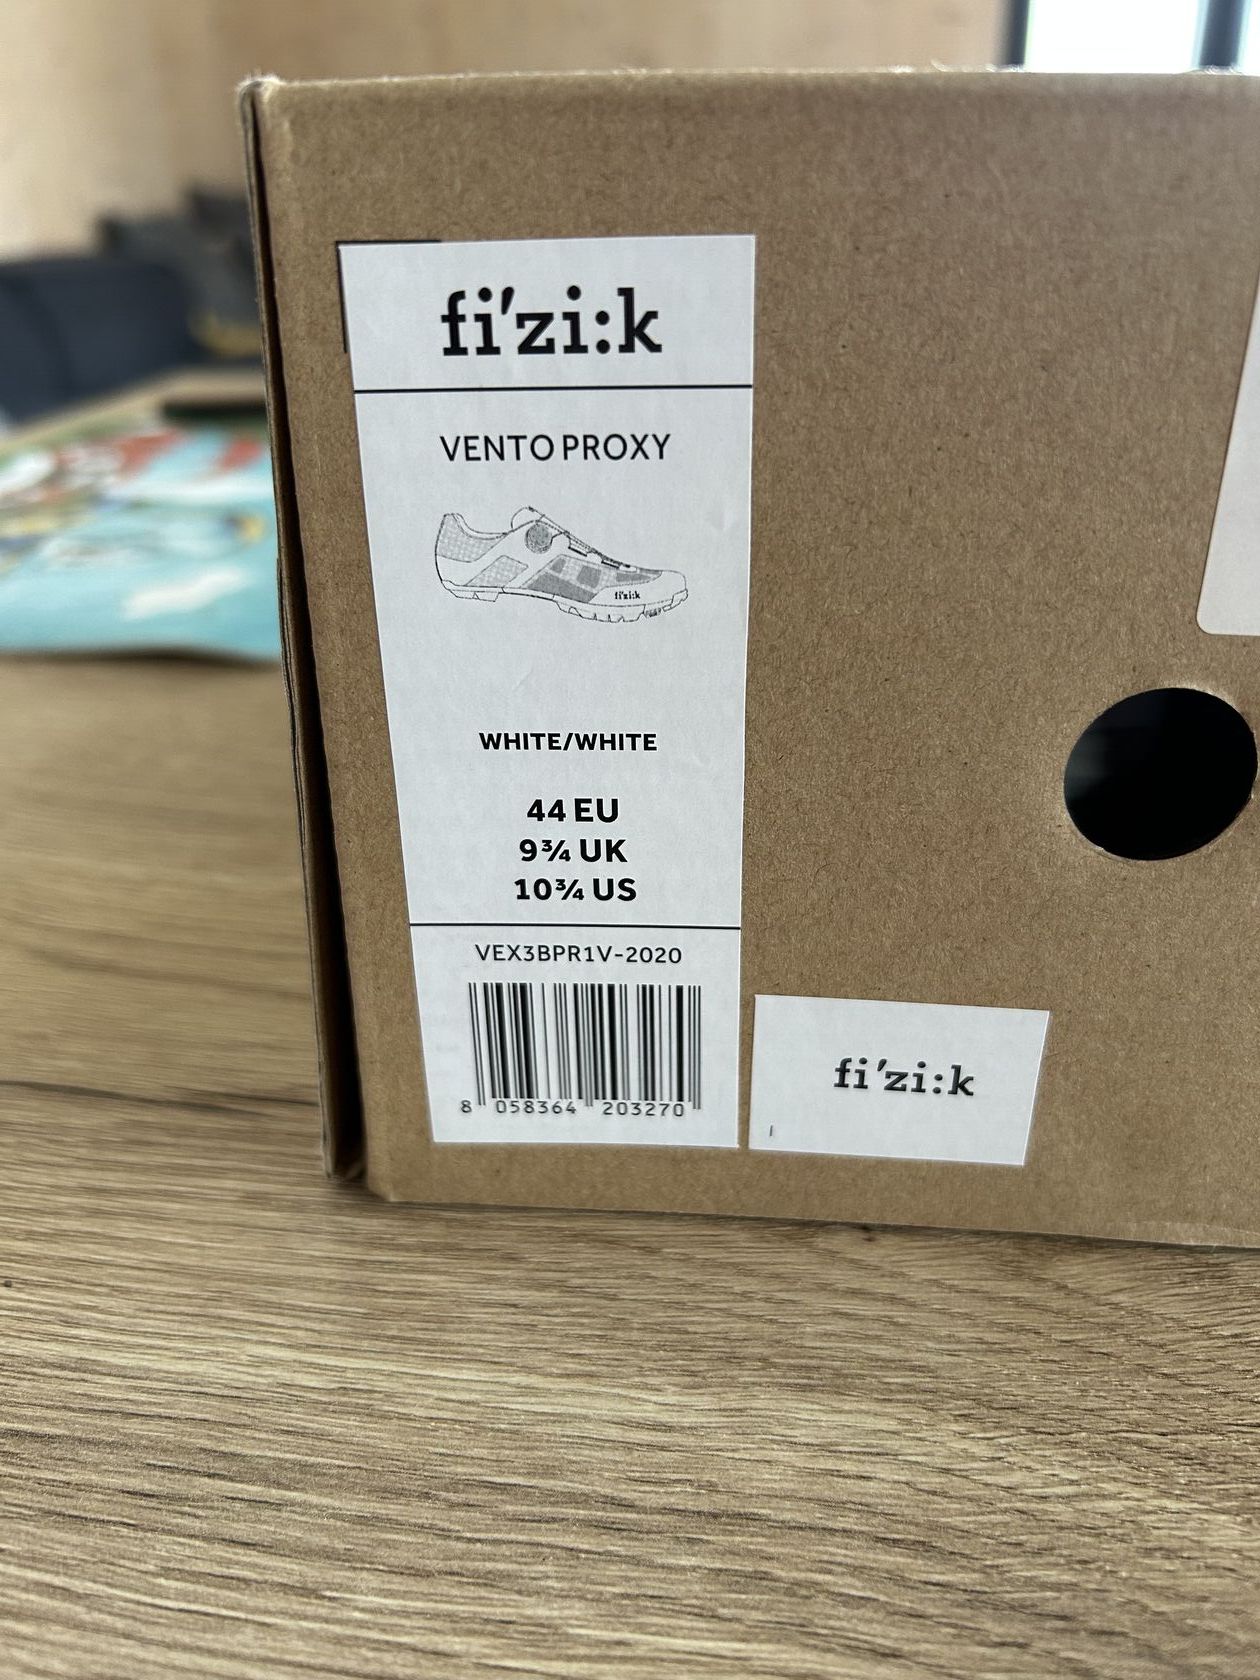 fi'zi:k
VENTO PROXY
fi'zi:k
WHITE/WHITE
44 EU
9¾ UK
10¾ US
VEX3BPR1V-2020
8 058364 203270
fi'zi:k